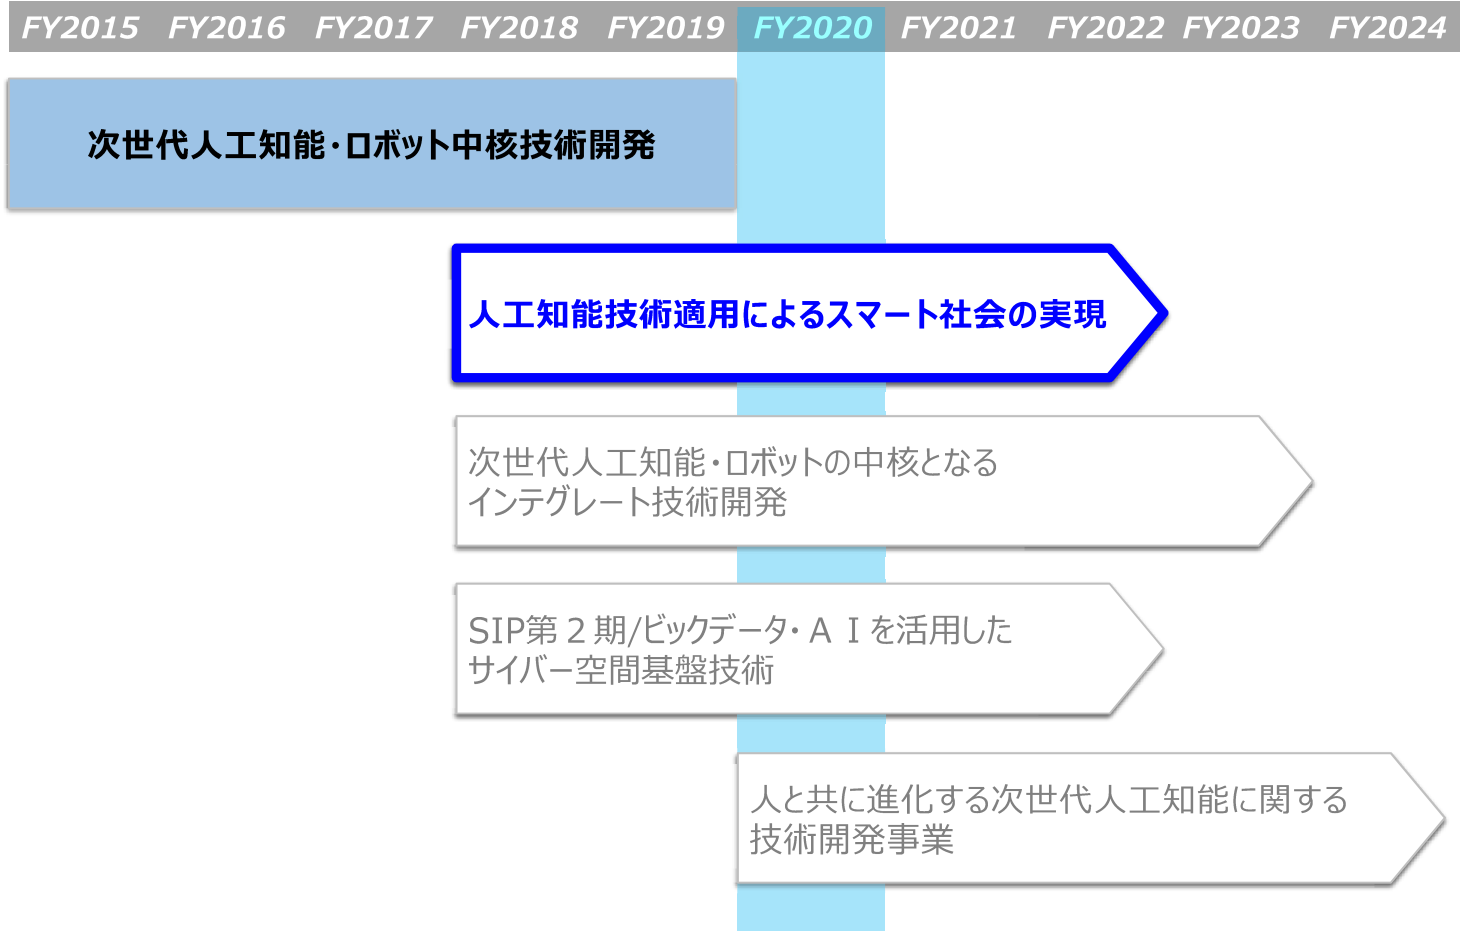 FY2015 FY2016 FY2017 FY2018 FY2019 FY2020 FY2021 FY2022 FY2023 FY2024
次世代人工知能・ロボット中核技術開発
人工知能技術適用によるスマート社会の実現
次世代人工知能・ロボットの中核となる
インテグレート技術開発
SIP第２期/ビックデータ・ＡＩを活用した
サイバー空間基盤技術
人と共に進化する次世代人工知能に関する
技術開発事業